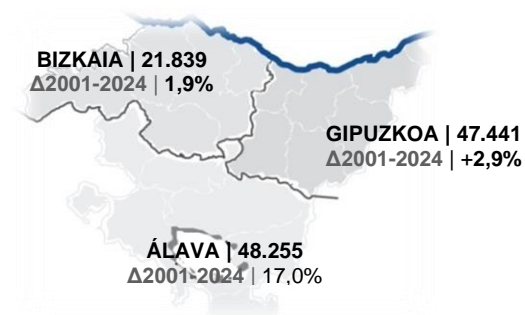 BIZKAIA | 21.839
Δ2001-2024 | 1,9%
GIPUZKOA | 47.441
Δ2001-2024 | +2,9%
ÁLAVA | 48.255
Δ2001-2024 | 17,0%